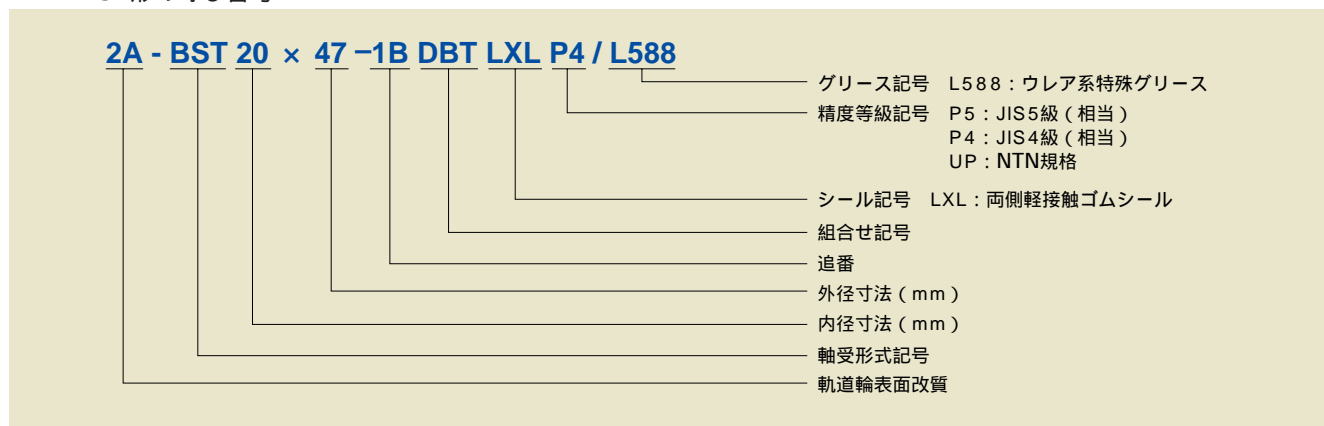 2A - BST 20 × 47 -1B DBT LXL P4 / L588
グリース記号 L588：ウレア系特殊グリース
精度等級記号 P5：JIS5級（相当）
P4：JIS4級（相当）
UP：NTN規格
シール記号 LXL：両側軽接触ゴムシール
組合せ記号
追番
外径寸法（mm）
内径寸法（mm）
軸受形式記号
軌道輪表面改質